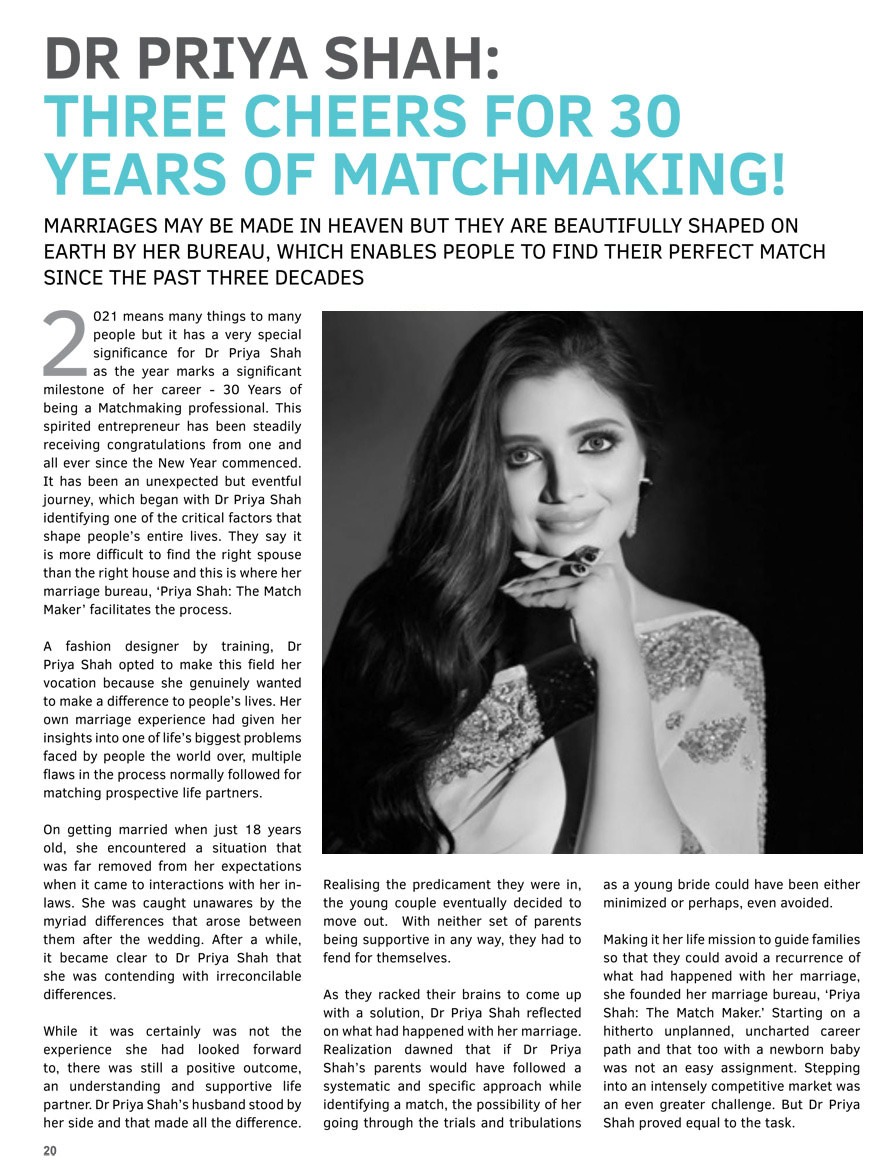 DR PRIYA SHAH:
THREE CHEERS FOR 30
YEARS OF MATCHMAKING!
MARRIAGES MAY BE MADE IN HEAVEN BUT THEY ARE BEAUTIFULLY SHAPED ON
EARTH BY HER BUREAU, WHICH ENABLES PEOPLE TO FIND THEIR PERFECT MATCH
SINCE THE PAST THREE DECADES
2021 means many things to many
people but it has a very special
significance for Dr Priya Shah
as the year marks a significant
milestone of her career - 30 Years of
being a Matchmaking professional. This
spirited entrepreneur has been steadily
receiving congratulations from one and
all ever since the New Year commenced.
It has been an unexpected but eventful
journey, which began with Dr Priya Shah
identifying one of the critical factors that
shape people's entire lives. They say it
is more difficult to find the right spouse
than the right house and this is where her
marriage bureau, ‘Priya Shah: The Match
Maker’ facilitates the process.
A fashion designer by training, Dr
Priya Shah opted to make this field her
vocation because she genuinely wanted
to make a difference to people's lives. Her
own marriage experience had given her
insights into one of life's biggest problems
faced by people the world over, multiple
flaws in the process normally followed for
matching prospective life partners.
On getting married when just 18 years
old, she encountered a situation that
was far removed from her expectations
when it came to interactions with her in-
laws. She was caught unawares by the
myriad differences that arose between
them after the wedding. After a while,
it became clear to Dr Priya Shah that
she was contending with irreconcilable
differences.
While it was certainly was not the
experience she had looked forward
to, there was still a positive outcome,
an understanding and supportive life
partner. Dr Priya Shah's husband stood by
her side and that made all the difference.
Realising the predicament they were in,
the young couple eventually decided to
move out. With neither set of parents
being supportive in any way, they had to
fend for themselves.
As they racked their brains to come up
with a solution, Dr Priya Shah reflected
on what had happened with her marriage.
Realization dawned that if Dr Priya
Shah's parents would have followed a
systematic and specific approach while
identifying a match, the possibility of her
going through the trials and tribulations
as a young bride could have been either
minimized or perhaps, even avoided.
Making it her life mission to guide families
so that they could avoid a recurrence of
what had happened with her marriage,
she founded her marriage bureau, ‘Priya
Shah: The Match Maker.’ Starting on a
hitherto unplanned, uncharted career
path and that too with a newborn baby
was not an easy assignment. Stepping
into an intensely competitive market was
an even greater challenge. But Dr Priya
Shah proved equal to the task.
20